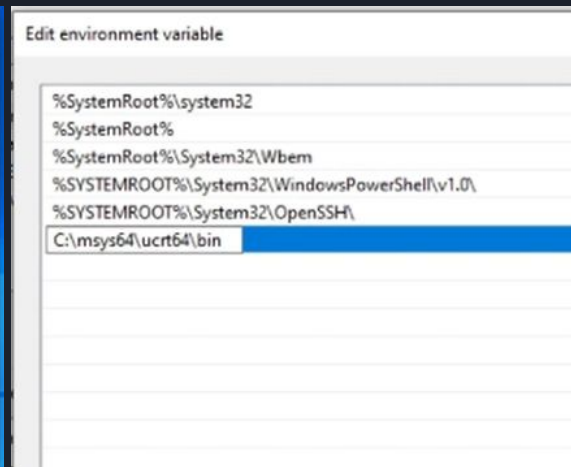 Edit environment variable
%SystemRoot%\system32
%SystemRoot%
%SystemRoot%\System32\Wbem
%SYSTEMROOT%\System32\WindowsPowerShell\v1.0\
%SYSTEMROOT%\System32\OpenSSH\
C:\msys64\ucrt64\bin